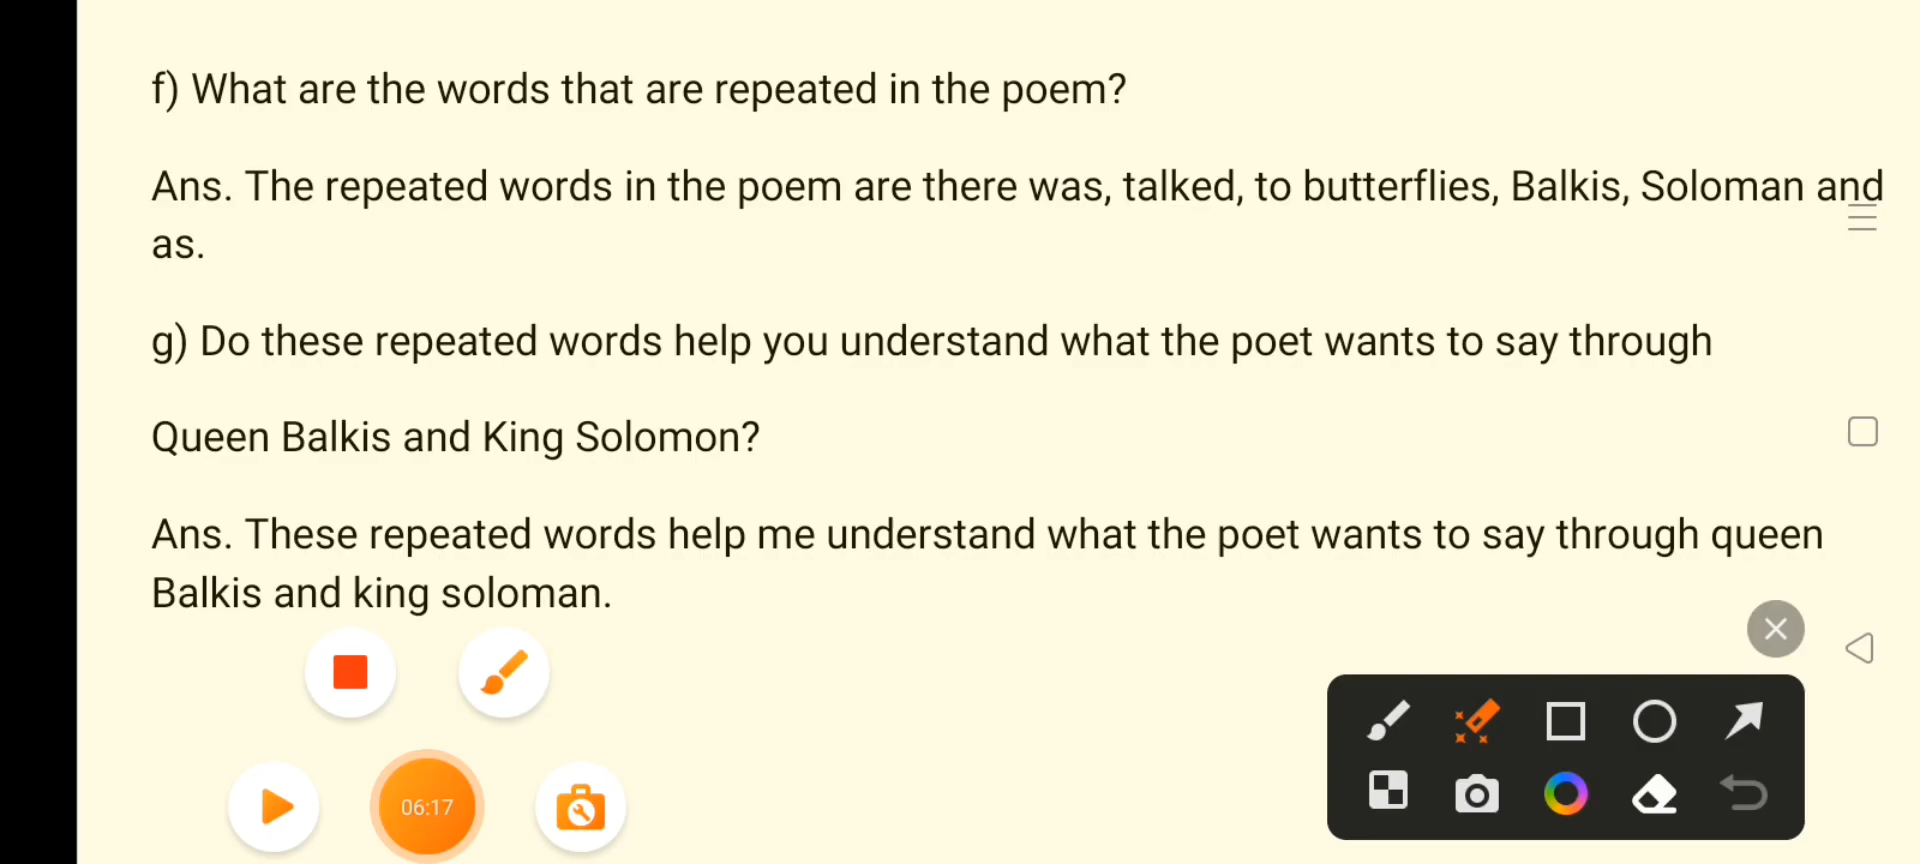 f) What are the words that are repeated in the poem?
Ans. The repeated words in the poem are there was, talked, to butterflies, Balkis, Soloman and
as.
g) Do these repeated words help you understand what the poet wants to say through
Queen Balkis and King Solomon?
Ans. These repeated words help me understand what the poet wants to say through queen
Balkis and king soloman.
06:17